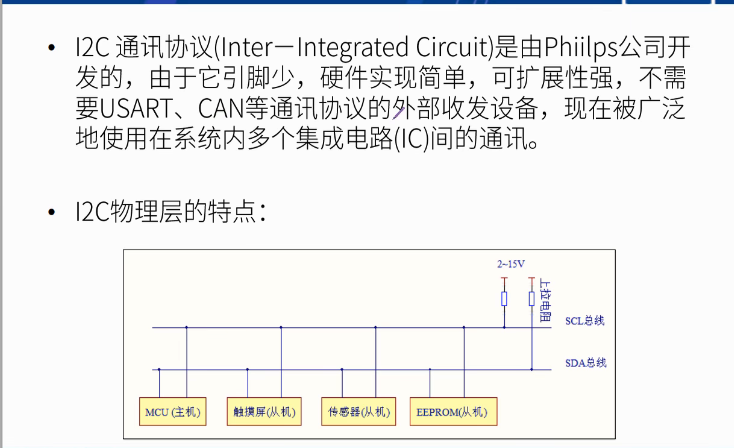 • I2C 通讯协议(Inter－Integrated Circuit)是由Phiilps公司开
发的，由于它引脚少，硬件实现简单，可扩展性强，不需
要USART、CAN等通讯协议的外部收发设备，现在被广泛
地使用在系统内多个集成电路(IC)间的通讯。
• I2C物理层的特点：
2~15V
上拉电阻
SCL总线
SDA总线
MCU (主机) 触摸屏(从机) 传感器(从机) EEPROM(从机)